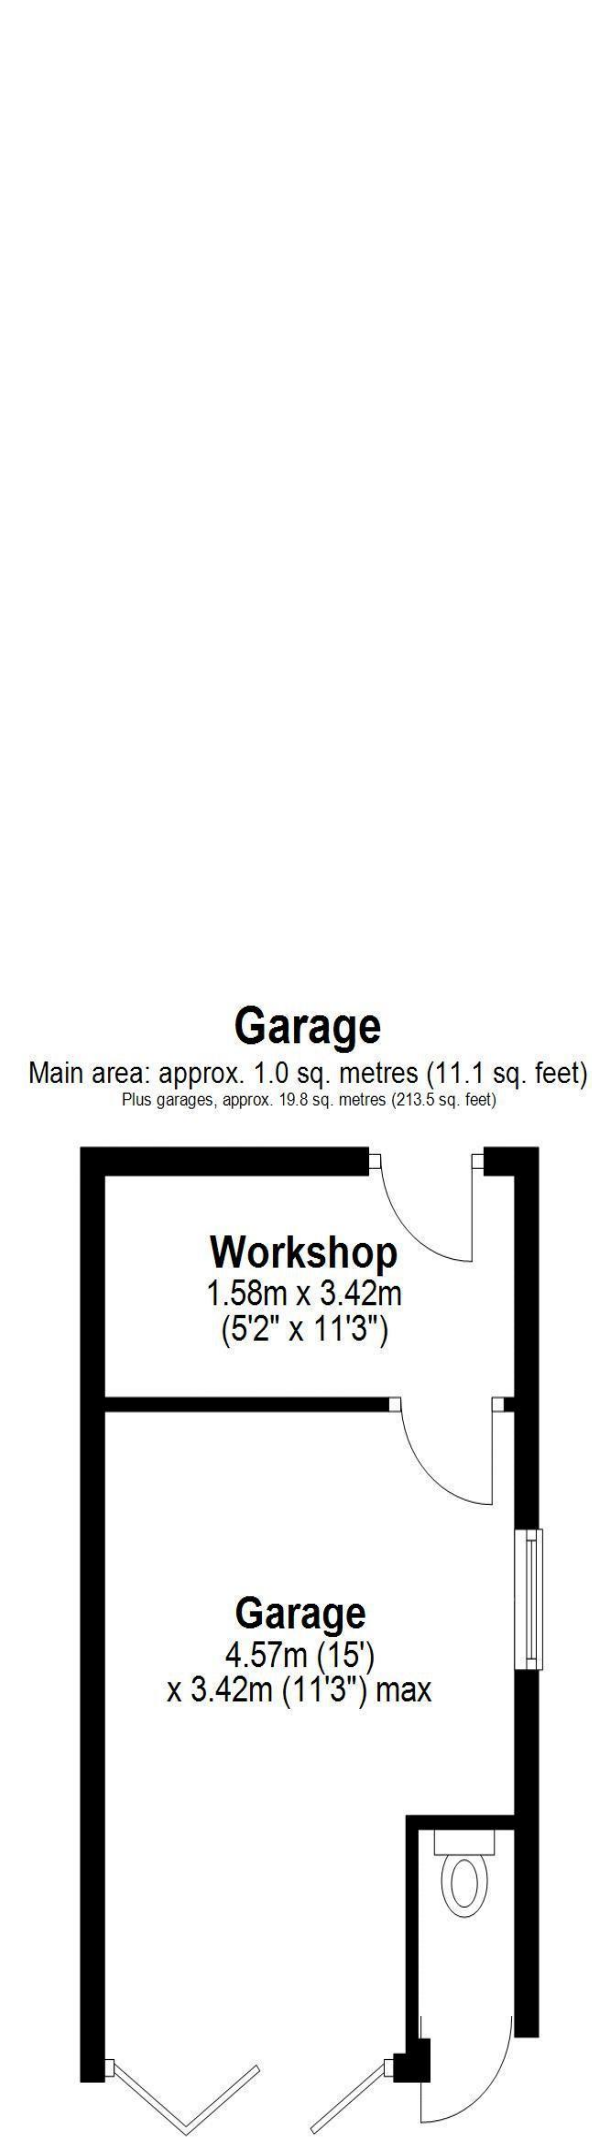 Garage
Main area: approx. 1.0 sq. metres (11.1 sq. feet)
Plus garages, approx. 19.8 sq. metres (213.5 sq. feet)
Workshop
1.58m x 3.42m
(5'2" x 11'3")
Garage
4.57m (15')
x 3.42m (11'3") max